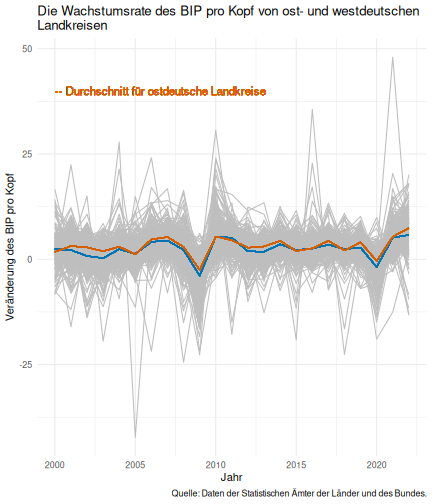 Die Wachstumsrate des BIP pro Kopf von ost- und westdeutschen
Landkreisen
50
-- Durchschnitt für ostdeutsche Landkreise
25
0
-25
Veränderung des BIP pro Kopf
2000 2005 2010 2015 2020
Jahr
Quelle: Daten der Statistischen Ämter der Länder und des Bundes.